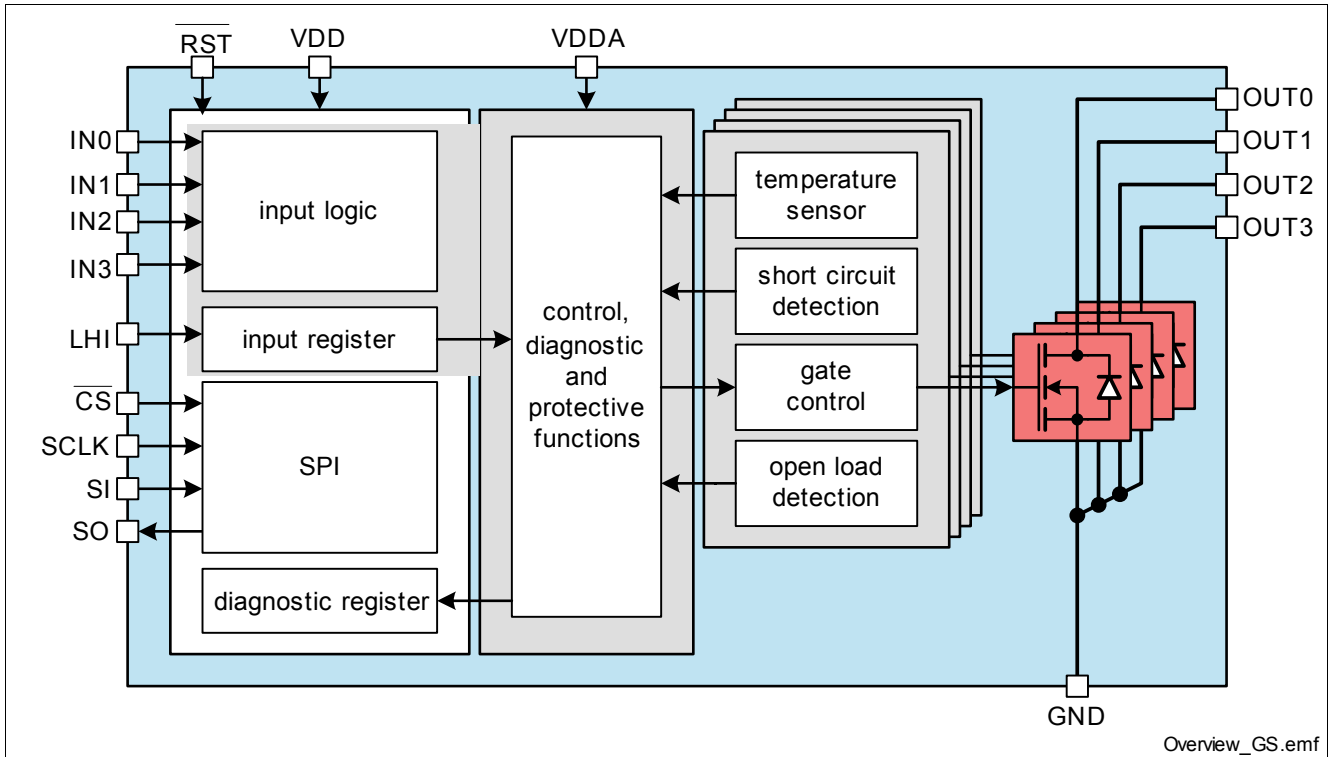 RST
VDD
VDDA
IN0
IN1
IN2
IN3
LHI
CS
SCLK
SI
SO
input logic
input register
SPI
diagnostic register
control,
diagnostic
and
protective
functions
temperature
sensor
short circuit
detection
gate
control
open load
detection
OUT0
OUT1
OUT2
OUT3
GND
Overview_GS.emf